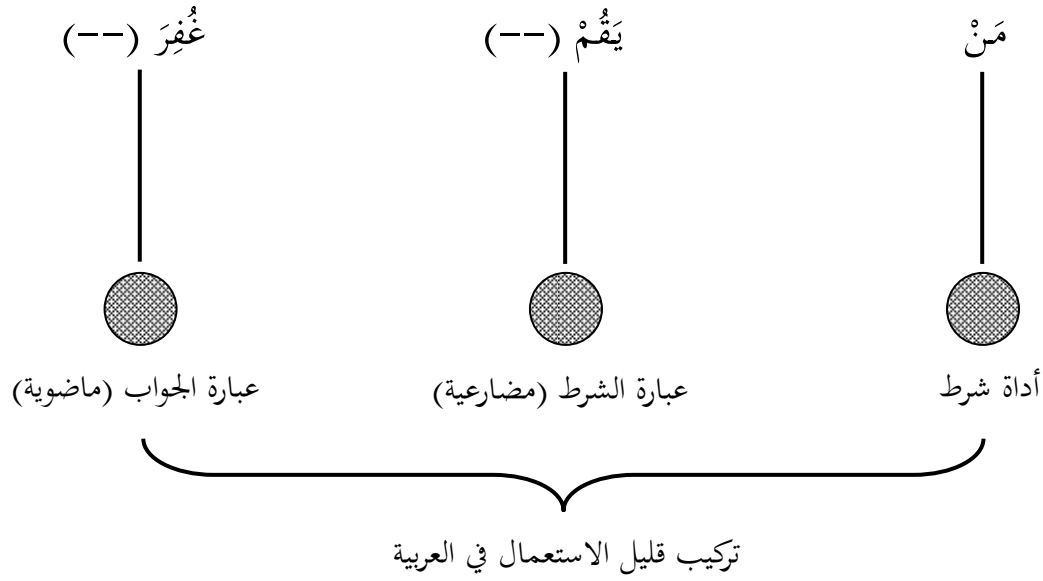 مَنْ يَقُمْ (--) غُفِرَ (--)
أداة شرط عبارة الشرط (مضارعية) عبارة الجواب (ماضوية)
تركيب قليل الاستعمال في العربية